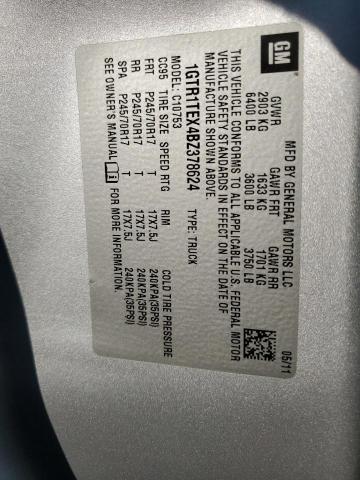 GM
MFD BY GENERAL MOTORS LLC 05/11
GVWR GAWR FRT GAWR RR
2903 KG 1633 KG 1701 KG
6400 LB 3600 LB 3750 LB
THIS VEHICLE CONFORMS TO ALL APPLICABLE U.S. FEDERAL MOTOR
VEHICLE SAFETY STANDARDS IN EFFECT ON THE DATE OF
MANUFACTURE SHOWN ABOVE.
1GTR1TEX4BZ378624 TYPE: TRUCK
MODEL: C10753
CC95 TIRE SIZE SPEED RTG RIM COLD TIRE PRESSURE
FRT P245/70R17 T 17X7.5J 240KPA(35PSI)
RR P245/70R17 T 17X7.5J 240KPA(35PSI)
SPA P245/70R17 T 17X7.5J 240KPA(35PSI)
SEE OWNER'S MANUAL